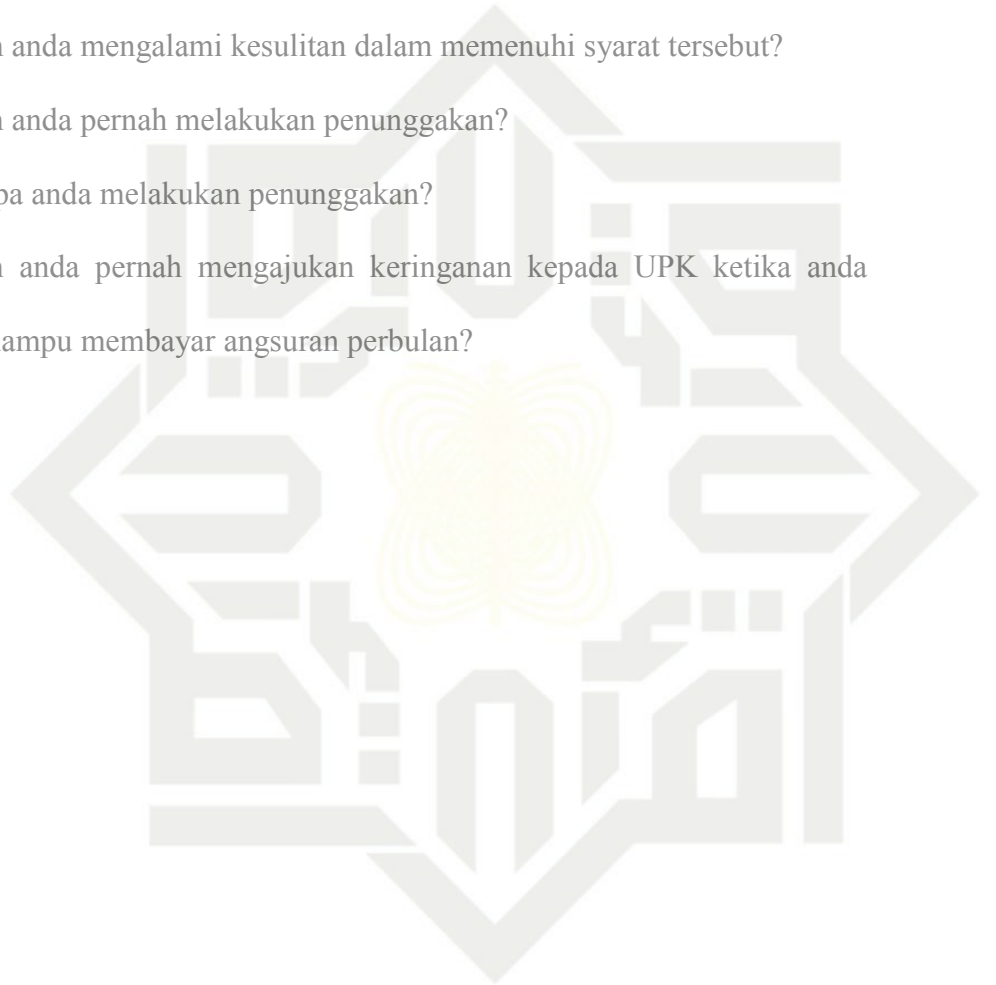 anda mengalami kesulitan dalam memenuhi syarat tersebut?
anda pernah melakukan penunggakan?
pa anda melakukan penunggakan?
anda pernah mengajukan keringanan kepada UPK ketika anda
ampu membayar angsuran perbulan?